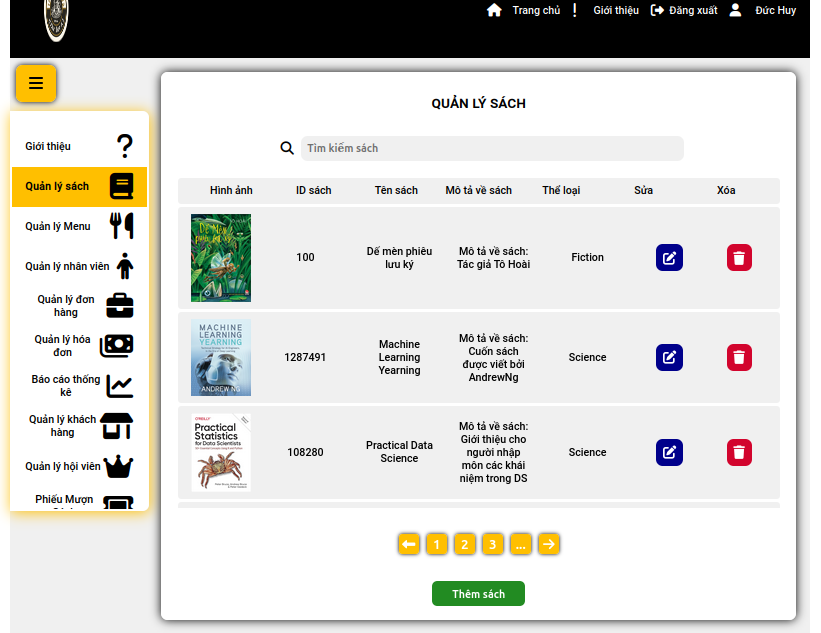 Trang chủ
Giới thiệu
Đăng xuất
Đức Huy
Giới thiệu
Quản lý sách
Quản lý Menu
Quản lý nhân viên
Quản lý đơn
hàng
Quản lý hóa
đơn
Báo cáo thống
kê
Quản lý khách
hàng
Quản lý hội viên
Phiếu Mượn
QUẢN LÝ SÁCH
Tìm kiếm sách
Hình ảnh ID sách Tên sách Mô tả về sách Thể loại Sửa Xóa
100
Dế mèn phiêu
lưu ký
Mô tả về sách:
Tác giả Tô Hoài
Fiction
MACHINE
LEARNING
YEARNING
ANDREW NG
1287491
Machine
Learning
Yearning
Mô tả về sách:
Cuốn sách
được viết bởi
AndrewNg
Science
O'REILLY
Practical
Statistics
for Data Scientists
108280
Practical Data
Science
Mô tả về sách:
Giới thiệu cho
người nhập
môn các khái
niệm trong DS
Science
1 2 3 ...
Thêm sách